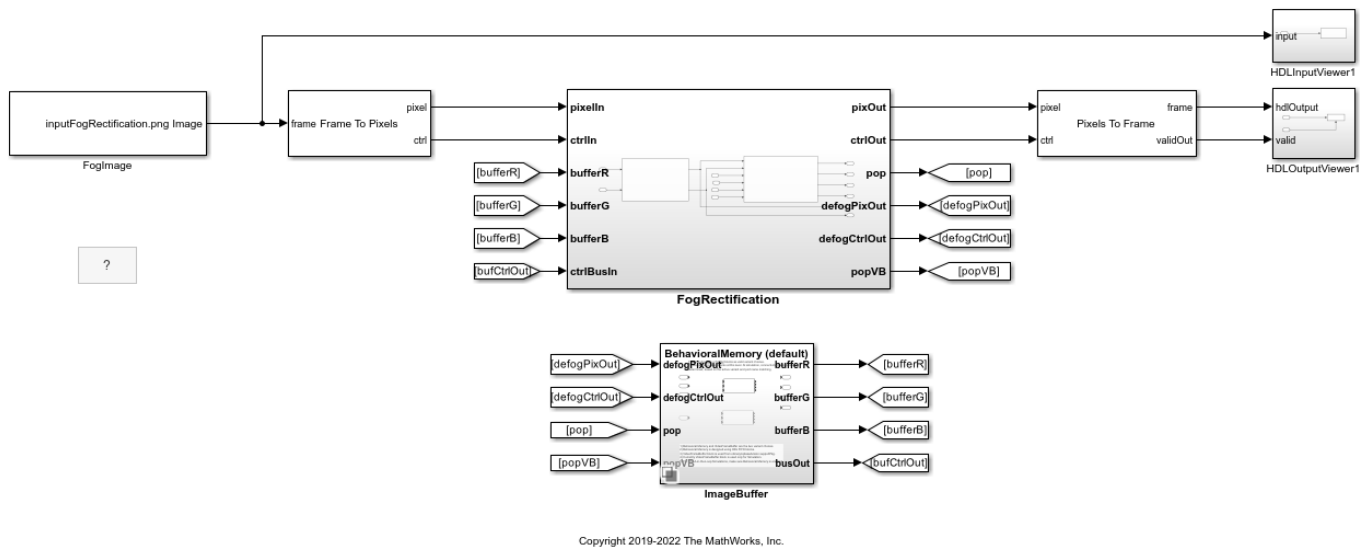 input
HDLInputViewer1
inputFogRectification.png Image
FogImage
frame Frame To Pixels
pixel
ctrl
pixelIn
ctrlIn
bufferR
bufferG
bufferB
ctrlBusIn
[bufferR]
[bufferG]
[bufferB]
[bufCtrlOut]
pixOut
ctrlOut
pop
defogPixOut
defogCtrlOut
popVB
FogRectification
[pop]
[defogPixOut]
[defogCtrlOut]
[popVB]
pixel
ctrl
Pixels To Frame
frame
validOut
hdlOutput
valid
HDLOutputViewer1
?
BehavioralMemory (default)
[defogPixOut]
[defogCtrlOut]
[pop]
[popVB]
defogPixOut
defogCtrlOut
pop
popVB
bufferR
bufferG
bufferB
busOut
[bufferR]
[bufferG]
[bufferB]
[bufCtrlOut]
ImageBuffer
Copyright 2019-2022 The MathWorks, Inc.